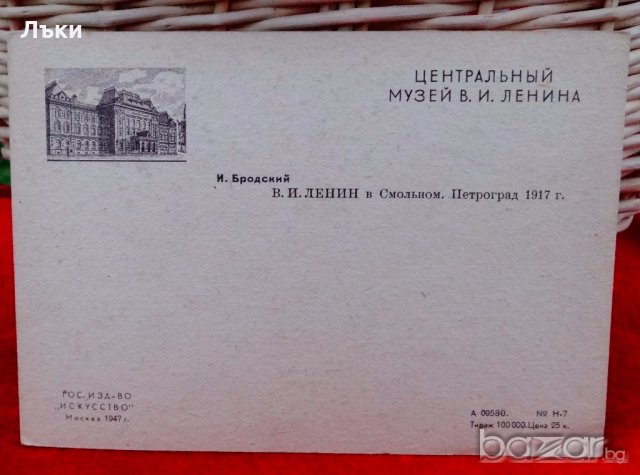 Лъки
ЦЕНТРАЛЬНЫЙ
МУЗЕЙ В. И. ЛЕНИНА
И. Бродский
В. И. ЛЕНИН в Смольном. Петроград 1917 г.
РОС. ИЗД-ВО
„ИСКУССТВО"
Москва 1947 г.
А 09580. № Н-7
Тираж 100 000. Цена 25 к.
bazar.bg